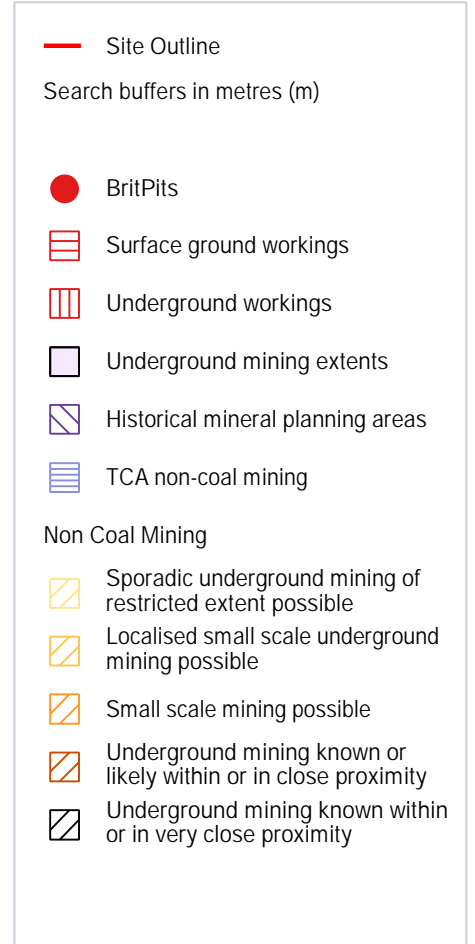 Site Outline
Search buffers in metres (m)
BritPits
Surface ground workings
Underground workings
Underground mining extents
Historical mineral planning areas
TCA non-coal mining
Non Coal Mining
Sporadic underground mining of
restricted extent possible
Localised small scale underground
mining possible
Small scale mining possible
Underground mining known or
likely within or in close proximity
Underground mining known within
or in very close proximity